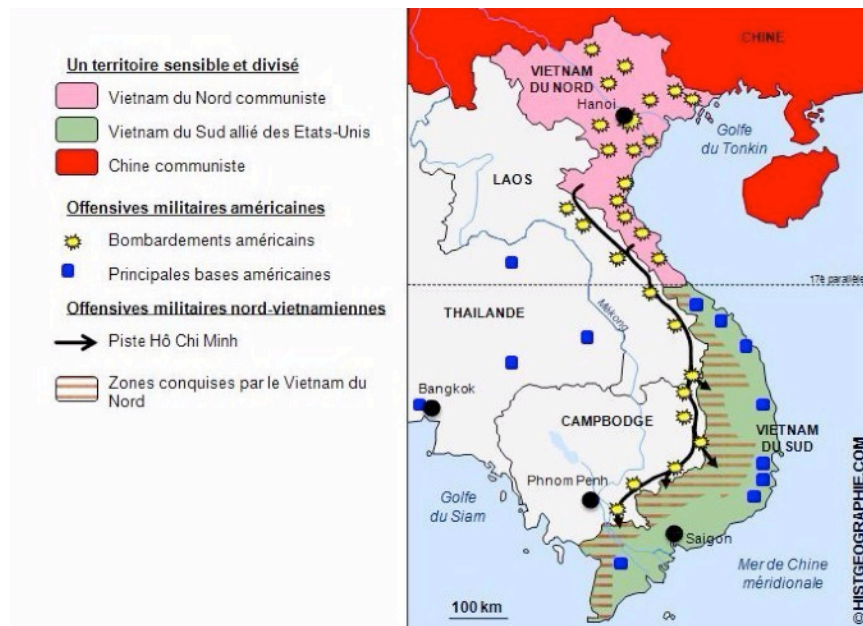 Un territoire sensible et divisé
Vietnam du Nord communiste
Vietnam du Sud allié des Etats-Unis
Chine communiste
Offensives militaires américaines
Bombardements américains
Principales bases américaines
Offensives militaires nord-vietnamiennes
Piste Hô Chi Minh
Zones conquises par le Vietnam du
Nord
CHINE
VIETNAM
DU NORD
Hanoi
Golfe
du Tonkin
LAOS
17è parallèle
THAILANDE
Mékong
Bangkok
CAMPBODGE
VIETNAM
DU SUD
Phnom Penh
Golfe
du Siam
Saigon
Mer de Chine
méridionale
100 km
©HISTGEOGRAPHIE.COM